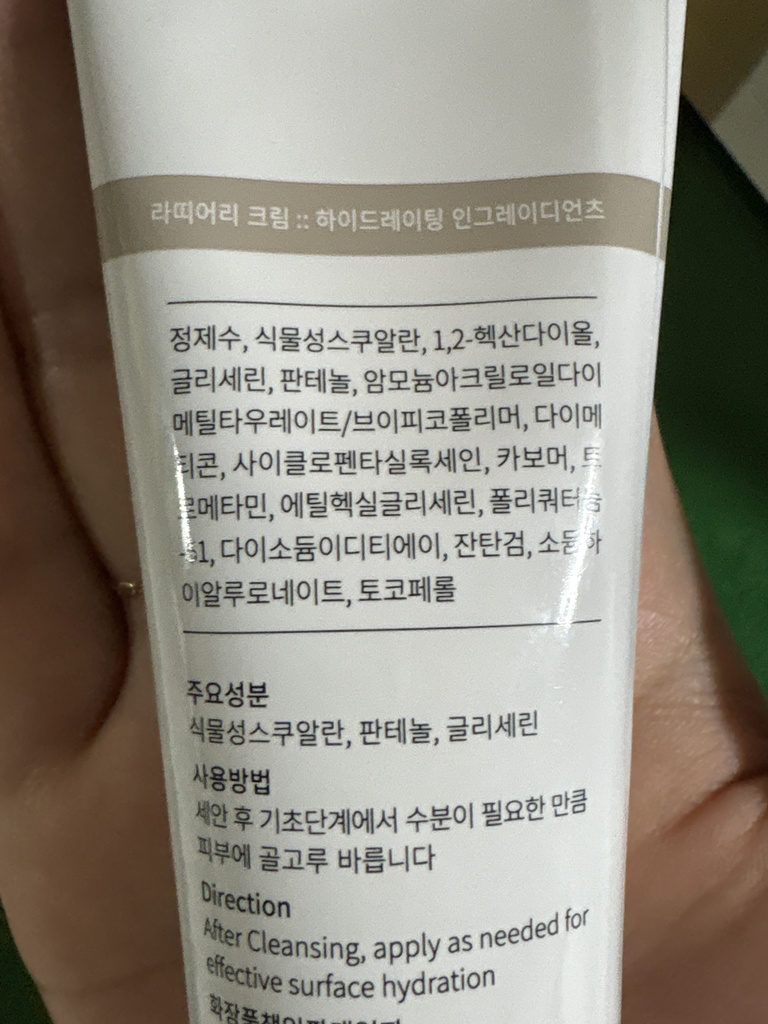 라띠어리 크림 :: 하이드레이팅 인그레이디언츠
정제수, 식물성스쿠알란, 1,2-헥산다이올,
글리세린, 판테놀, 암모늄아크릴로일다이
메틸타우레이트/브이피코폴리머, 다이메
티콘, 사이클로펜타실록세인, 카보머, 트
로메타민, 에틸헥실글리세린, 폴리쿼터늄
-51, 다이소듐이디티에이, 잔탄검, 소듐하
이알루로네이트, 토코페롤
주요성분
식물성스쿠알란, 판테놀, 글리세린
사용방법
세안 후 기초단계에서 수분이 필요한 만큼
피부에 골고루 바릅니다
Direction
After Cleansing, apply as needed for
effective surface hydration